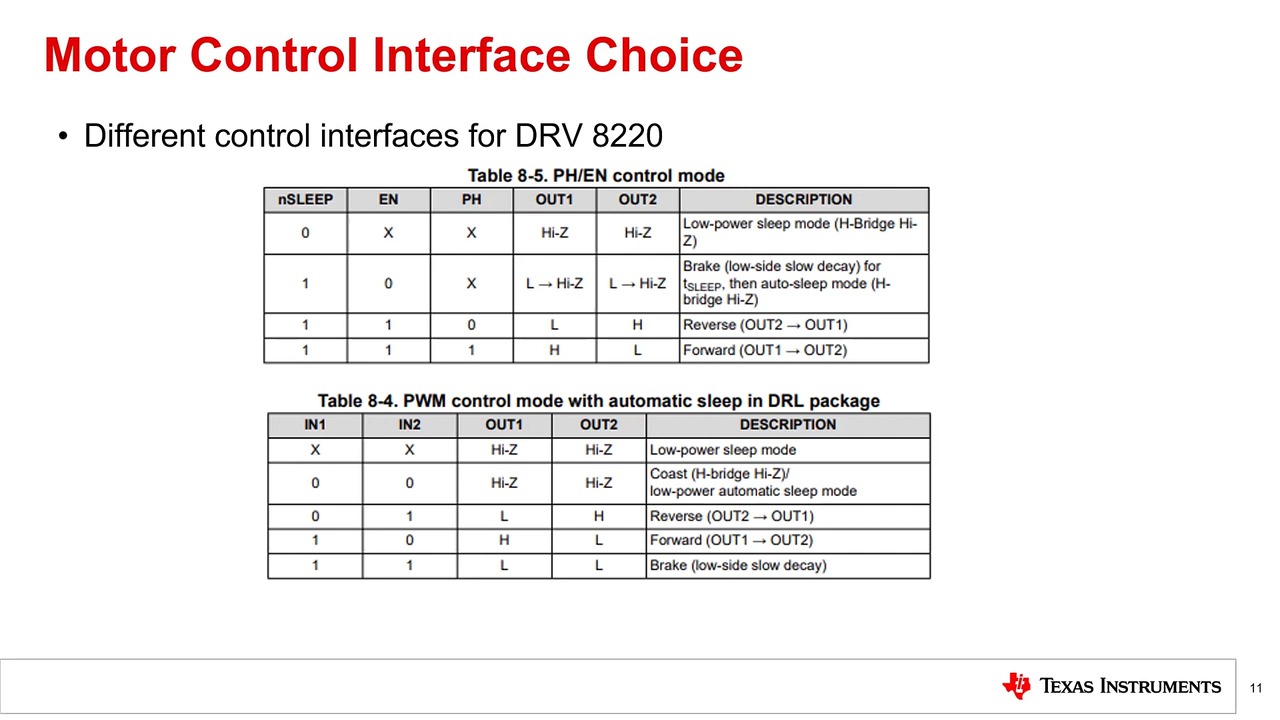 Motor Control Interface Choice
• Different control interfaces for DRV 8220
Table 8-5. PH/EN control mode
nSLEEP EN PH OUT1 OUT2 DESCRIPTION
0 X X Hi-Z Hi-Z Low-power sleep mode (H-Bridge Hi-
Z)
1 0 X L → Hi-Z L → Hi-Z Brake (low-side slow decay) for
tSLEEP, then auto-sleep mode (H-
bridge Hi-Z)
1 1 0 L H Reverse (OUT2 → OUT1)
1 1 1 H L Forward (OUT1 → OUT2)
Table 8-4. PWM control mode with automatic sleep in DRL package
IN1 IN2 OUT1 OUT2 DESCRIPTION
X X Hi-Z Hi-Z Low-power sleep mode
0 0 Hi-Z Hi-Z Coast (H-bridge Hi-Z)/
low-power automatic sleep mode
0 1 L H Reverse (OUT2 → OUT1)
1 0 H L Forward (OUT1 → OUT2)
1 1 L L Brake (low-side slow decay)
TEXAS INSTRUMENTS
11